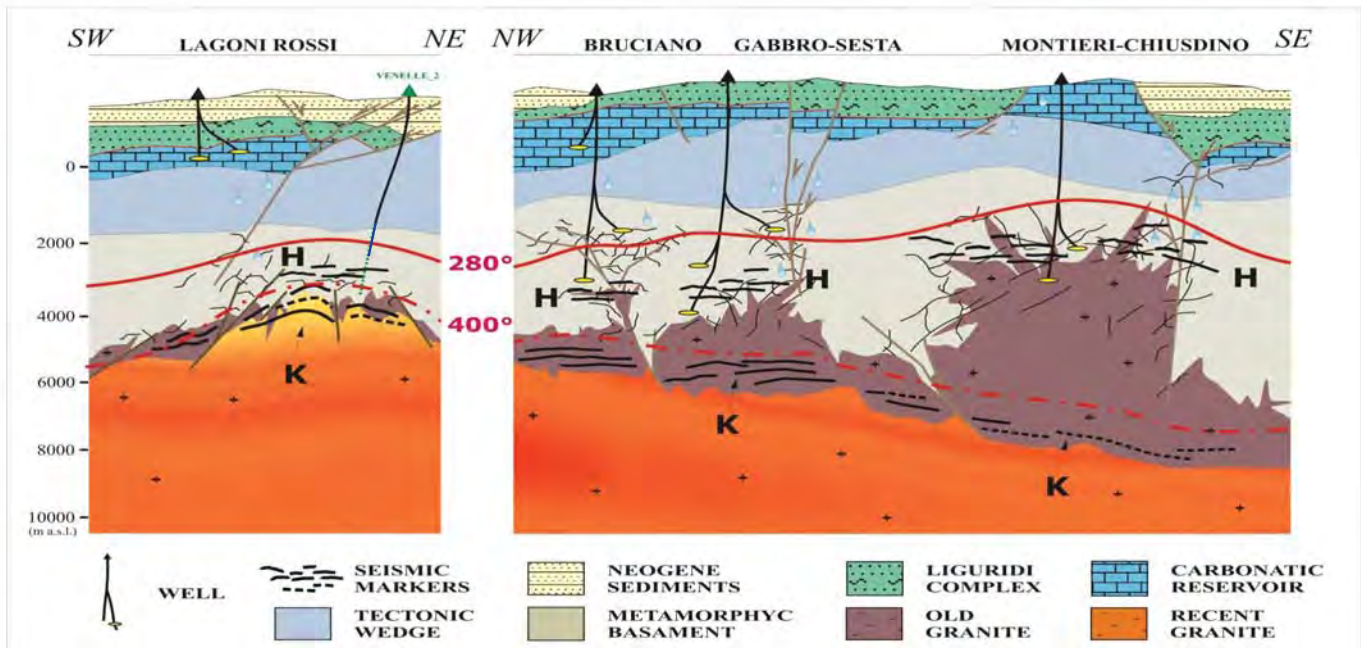 SW LAGONI ROSSI NE NW BRUCIANO GABBRO-SESTA MONTIERI-CHIUSDINO SE
VENELLE_2
0
2000
H
280°
H
H
H
4000
400°
K
6000
K
8000
K
10000
(m a.s.l.)
WELL
SEISMIC
MARKERS
NEOGENE
SEDIMENTS
LIGURIDI
COMPLEX
CARBONATIC
RESERVOIR
TECTONIC
WEDGE
METAMORPHYC
BASAMENT
OLD
GRANITE
RECENT
GRANITE